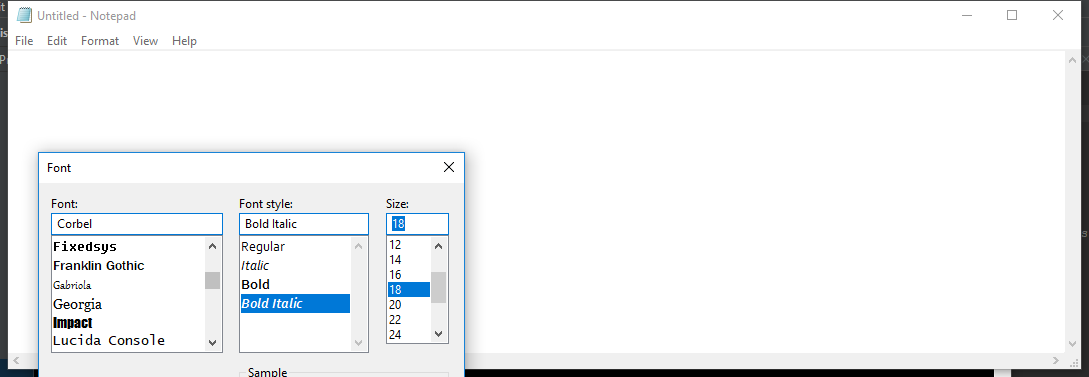 Untitled - Notepad
File Edit Format View Help
Font
Font: Font style: Size:
Corbel Bold Italic 18
Fixedsys Regular 12
Franklin Gothic Italic 14
Gabriola Bold 16
Georgia Bold Italic 18
Impact 20
Lucida Console 22
24
Sample